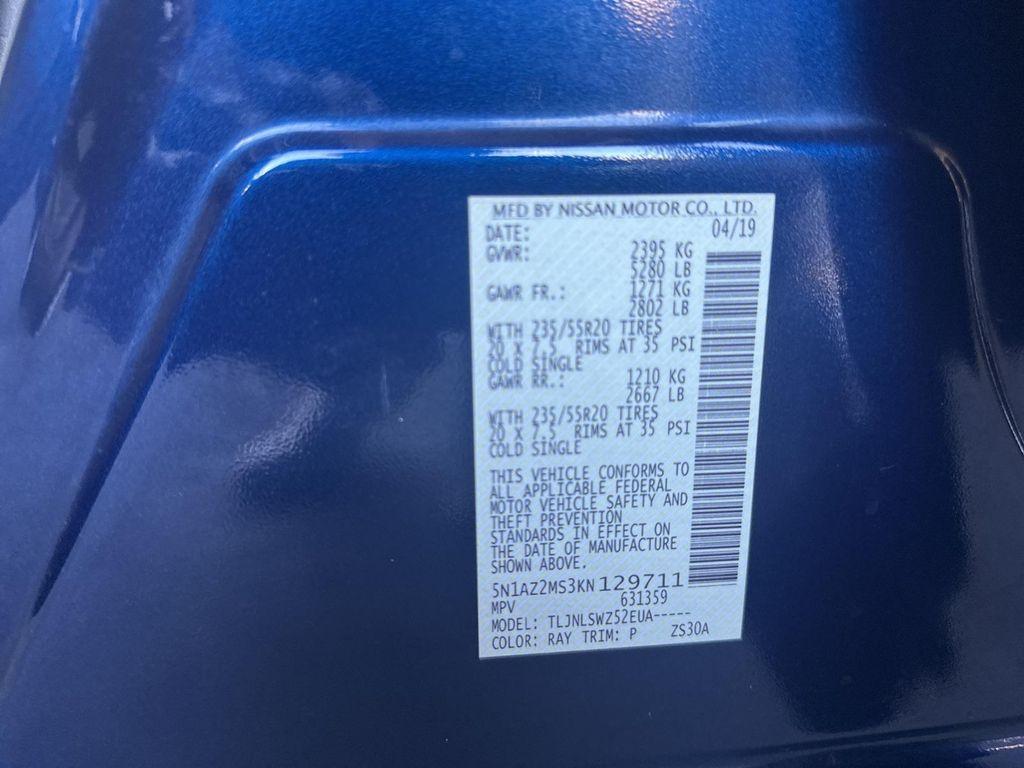 MFD BY NISSAN MOTOR CO., LTD.
DATE: 04/19
GVWR: 2395 KG
5280 LB
GAWR FR.: 1271 KG
2802 LB
WITH 235/55R20 TIRES
20 X 7.5 RIMS AT 35 PSI
COLD SINGLE
GAWR RR.: 1210 KG
2667 LB
WITH 235/55R20 TIRES
20 X 7.5 RIMS AT 35 PSI
COLD SINGLE
THIS VEHICLE CONFORMS TO
ALL APPLICABLE FEDERAL
MOTOR VEHICLE SAFETY AND
THEFT PREVENTION
STANDARDS IN EFFECT ON
THE DATE OF MANUFACTURE
SHOWN ABOVE.
5N1AZ2MS3KN129711
MPV 631359
MODEL: TLJNLSWZ52EUA-----
COLOR: RAY TRIM: P ZS30A